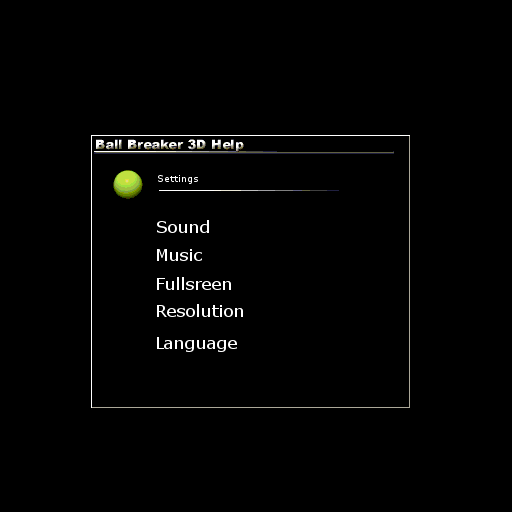 Ball Breaker 3D Help
Settings
Sound
Music
Fullsreen
Resolution
Language